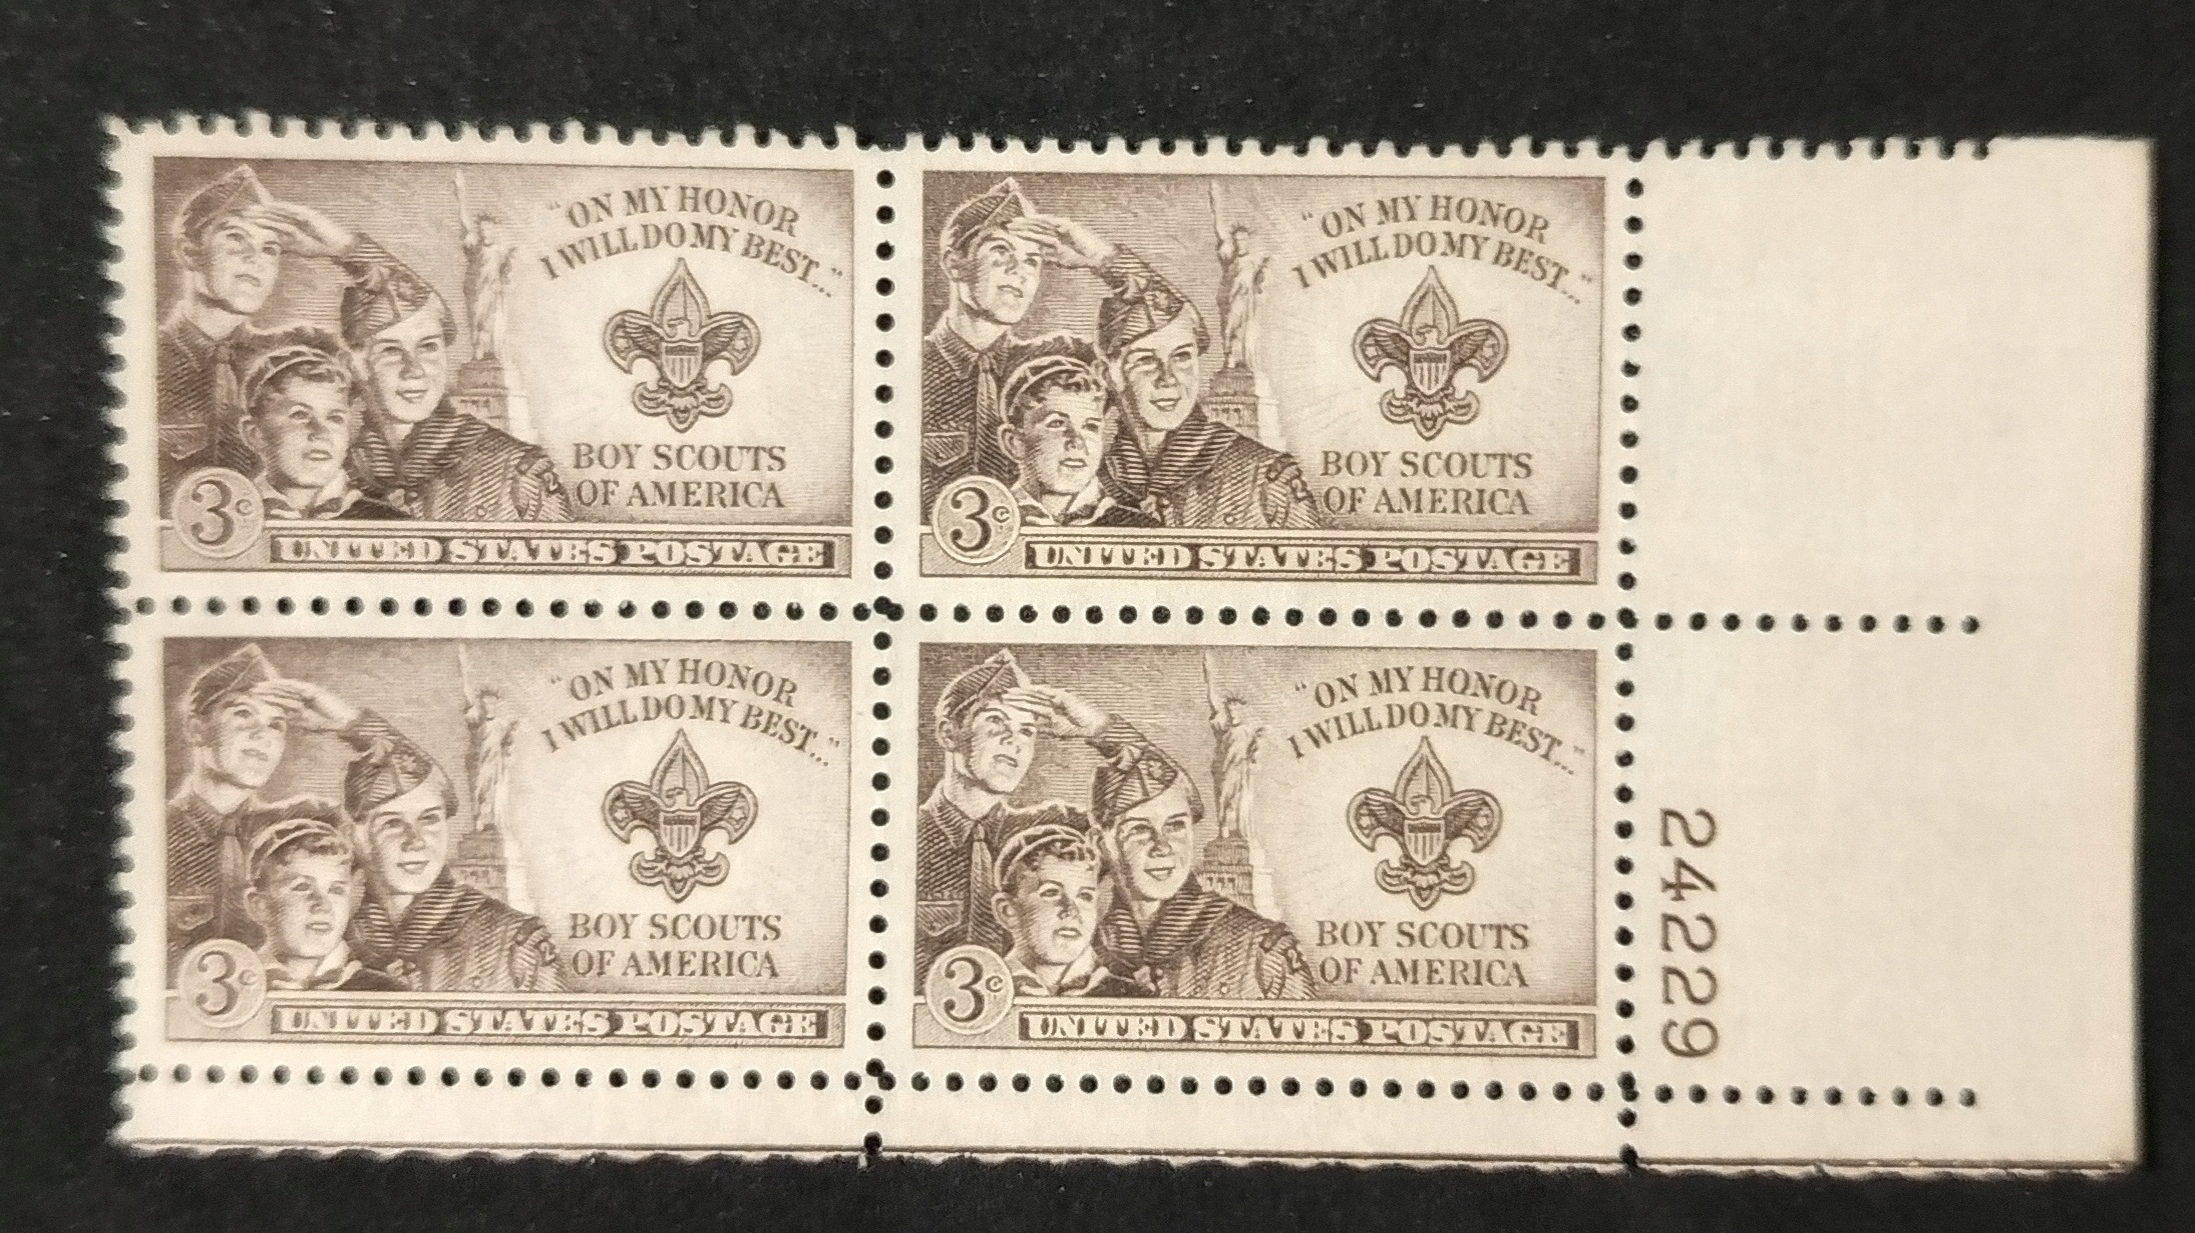 "ON MY HONOR
I WILL DO MY BEST..."
BOY SCOUTS
OF AMERICA
3c
UNITED STATES POSTAGE
"ON MY HONOR
I WILL DO MY BEST..."
BOY SCOUTS
OF AMERICA
3c
UNITED STATES POSTAGE
"ON MY HONOR
I WILL DO MY BEST..."
BOY SCOUTS
OF AMERICA
3c
UNITED STATES POSTAGE
"ON MY HONOR
I WILL DO MY BEST..."
BOY SCOUTS
OF AMERICA
3c
UNITED STATES POSTAGE
24229